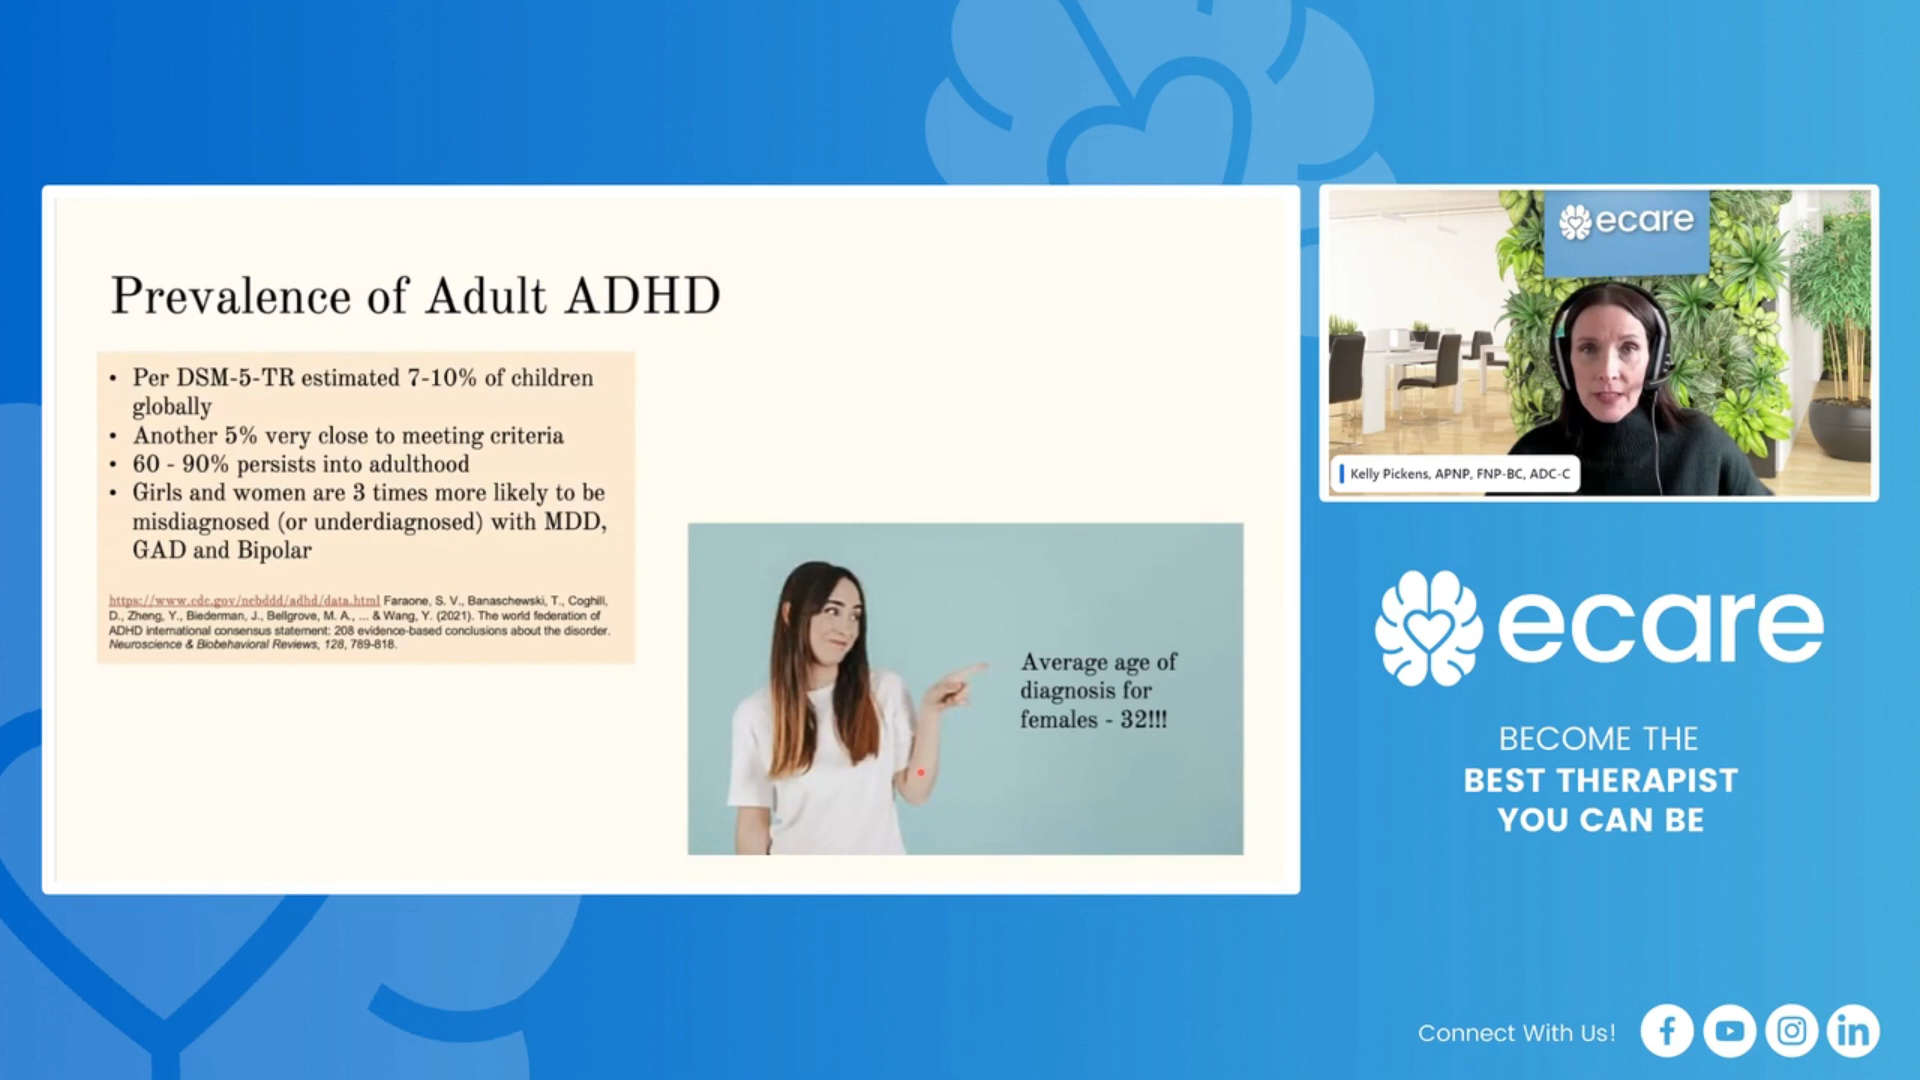 Prevalence of Adult ADHD
• Per DSM-5-TR estimated 7-10% of children
globally
• Another 5% very close to meeting criteria
• 60 - 90% persists into adulthood
• Girls and women are 3 times more likely to be
misdiagnosed (or underdiagnosed) with MDD,
GAD and Bipolar
https://www.cdc.gov/ncbddd/adhd/data.html Faraone, S. V., Banaschewski, T., Coghill,
D., Zheng, Y., Biederman, J., Bellgrove, M. A., ... & Wang, Y. (2021). The world federation of
ADHD international consensus statement: 208 evidence-based conclusions about the disorder.
Neuroscience & Biobehavioral Reviews, 128, 789-818.
Average age of
diagnosis for
females - 32!!!
ecare
Kelly Pickens, APNP, FNP-BC, ADC-C
ecare
BECOME THE
BEST THERAPIST
YOU CAN BE
Connect With Us!